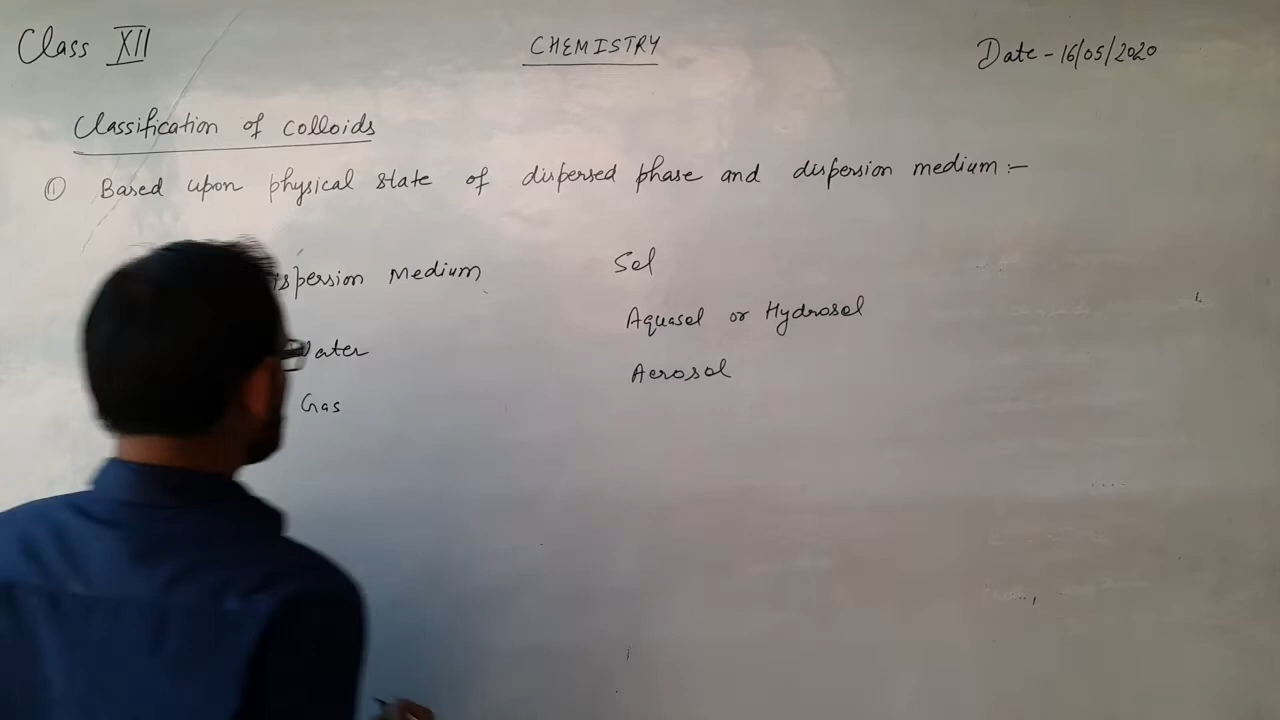 Class XII
CHEMISTRY
Date - 16/05/2020
Classification of colloids
① Based upon physical state of dispersed phase and dispersion medium :-
ispersion Medium
Sol
ater
Aquasol or Hydrosol
Gas
Aerosol